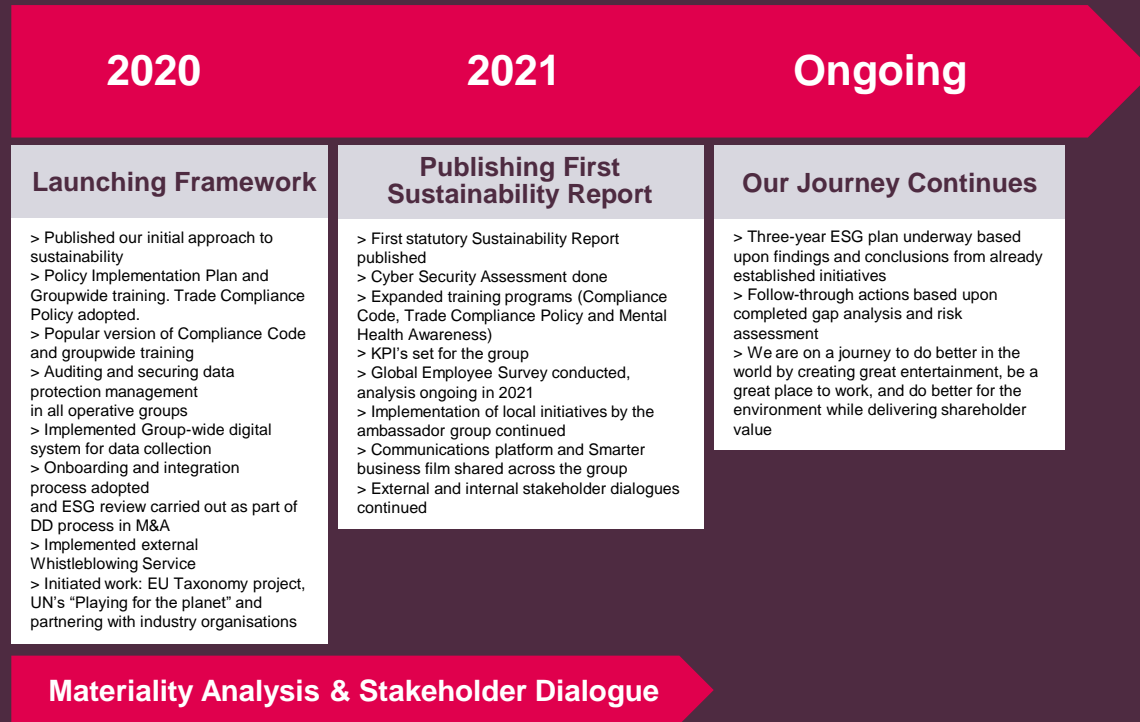 2020
2021
Ongoing
Launching Framework
> Published our initial approach to
sustainability
> Policy Implementation Plan and
Groupwide training. Trade Compliance
Policy adopted.
> Popular version of Compliance Code
and groupwide training
> Auditing and securing data
protection management
in all operative groups
> Implemented Group-wide digital
system for data collection
> Onboarding and integration
process adopted
and ESG review carried out as part of
DD process in M&A
> Implemented external
Whistleblowing Service
> Initiated work: EU Taxonomy project,
UN’s “Playing for the planet” and
partnering with industry organisations
Publishing First
Sustainability Report
> First statutory Sustainability Report
published
> Cyber Security Assessment done
> Expanded training programs (Compliance
Code, Trade Compliance Policy and Mental
Health Awareness)
> KPI’s set for the group
> Global Employee Survey conducted,
analysis ongoing in 2021
> Implementation of local initiatives by the
ambassador group continued
> Communications platform and Smarter
business film shared across the group
> External and internal stakeholder dialogues
continued
Our Journey Continues
> Three-year ESG plan underway based
upon findings and conclusions from already
established initiatives
> Follow-through actions based upon
completed gap analysis and risk
assessment
> We are on a journey to do better in the
world by creating great entertainment, be a
great place to work, and do better for the
environment while delivering shareholder
value
Materiality Analysis & Stakeholder Dialogue